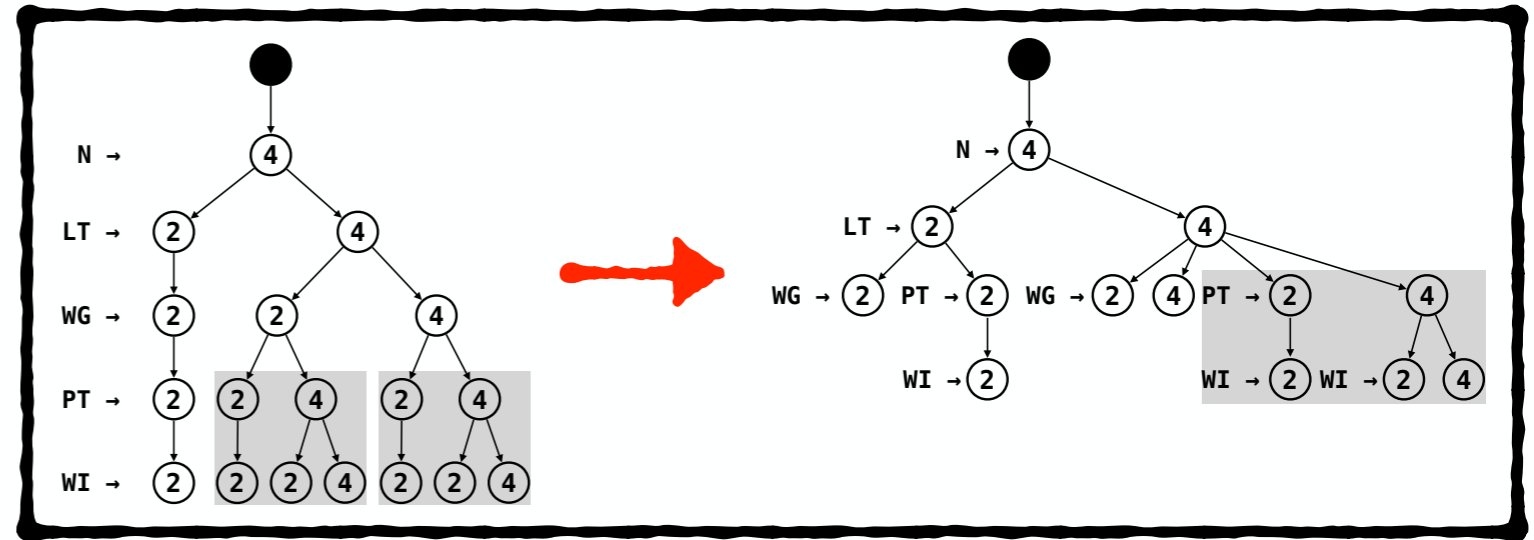 N → 4
LT → 2 4
WG → 2 2 4
PT → 2 2 4 2 4
WI → 2 2 2 4 2 2 4
N → 4
LT → 2 4
WG → 2 PT → 2 WG → 2 4 PT → 2 4
WI → 2 WI → 2 WI → 2 4